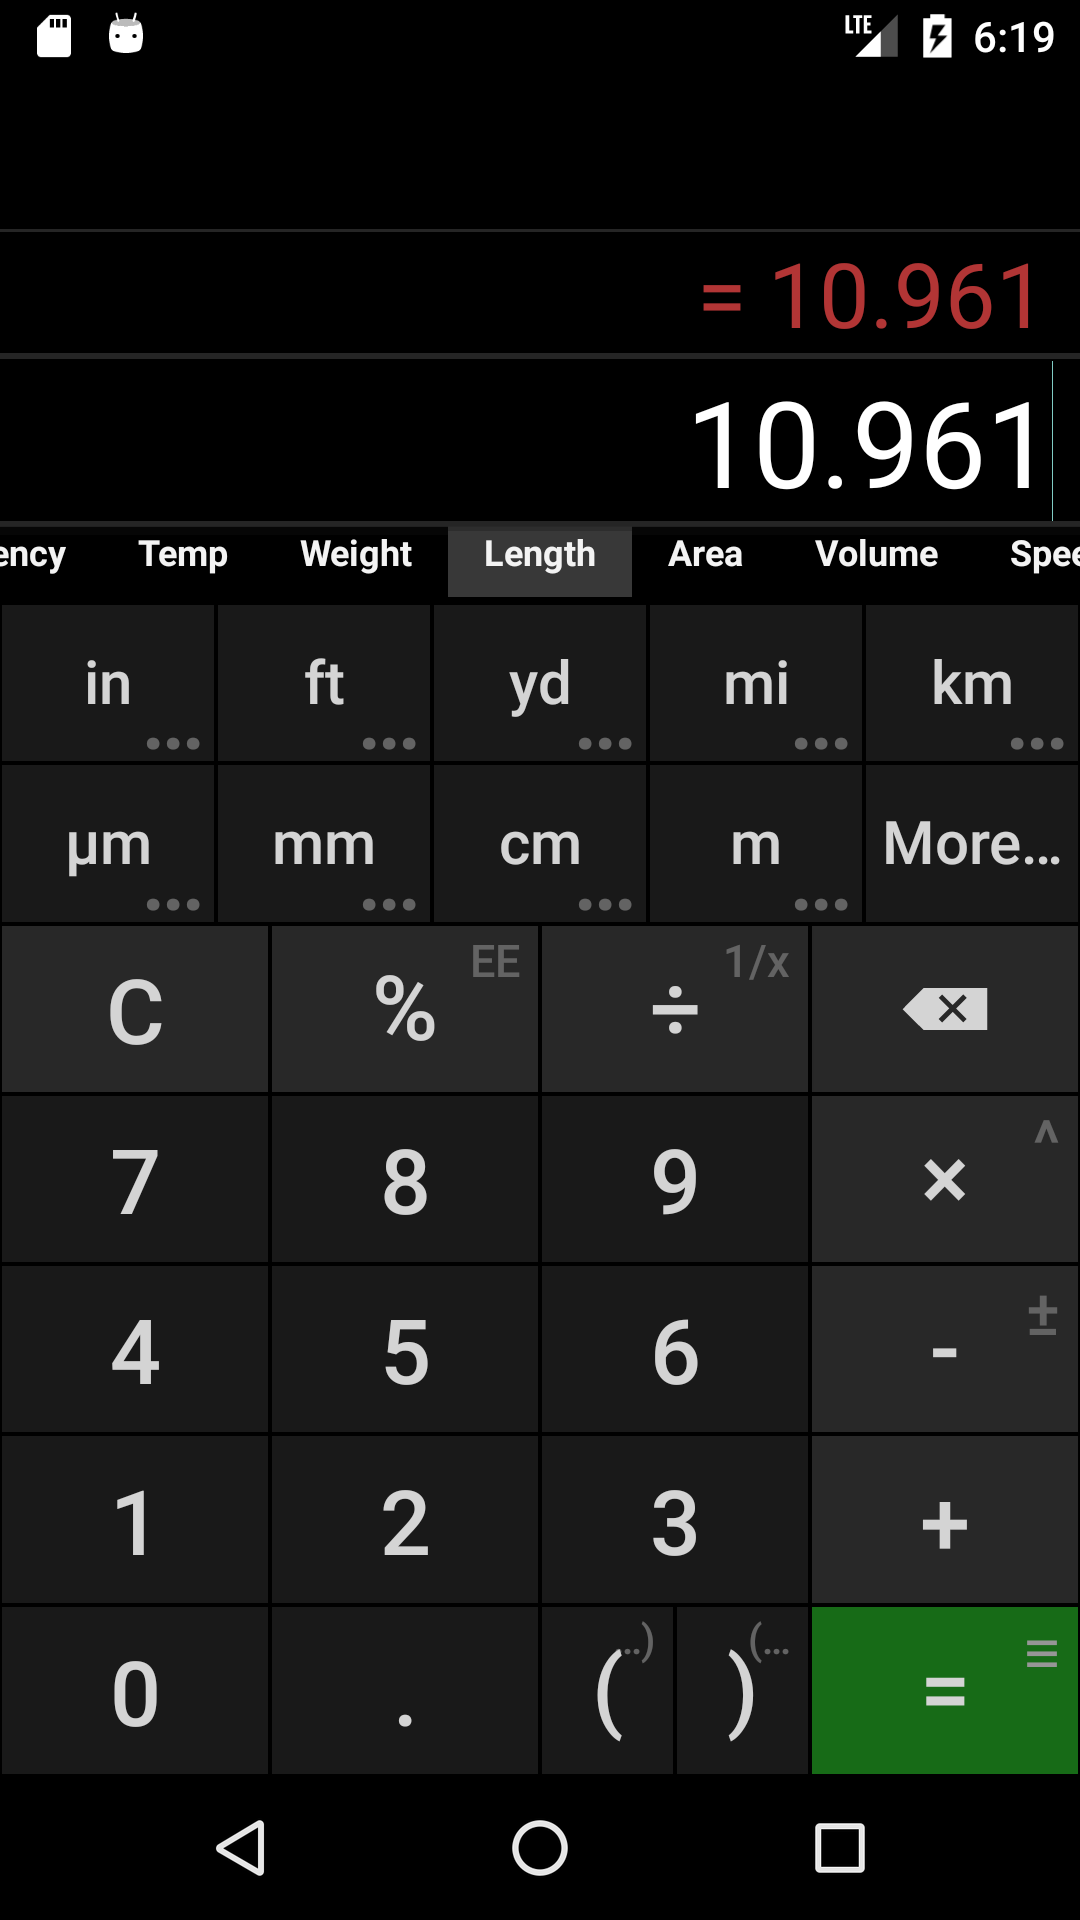 LTE 6:19
= 10.961
10.961
ency Temp Weight Length Area Volume Spee
in ft yd mi km
µm mm cm m More...
C % EE ÷ 1/x
7 8 9 × ^
4 5 6 - ±
1 2 3 +
0 . ( ..) ) (... =